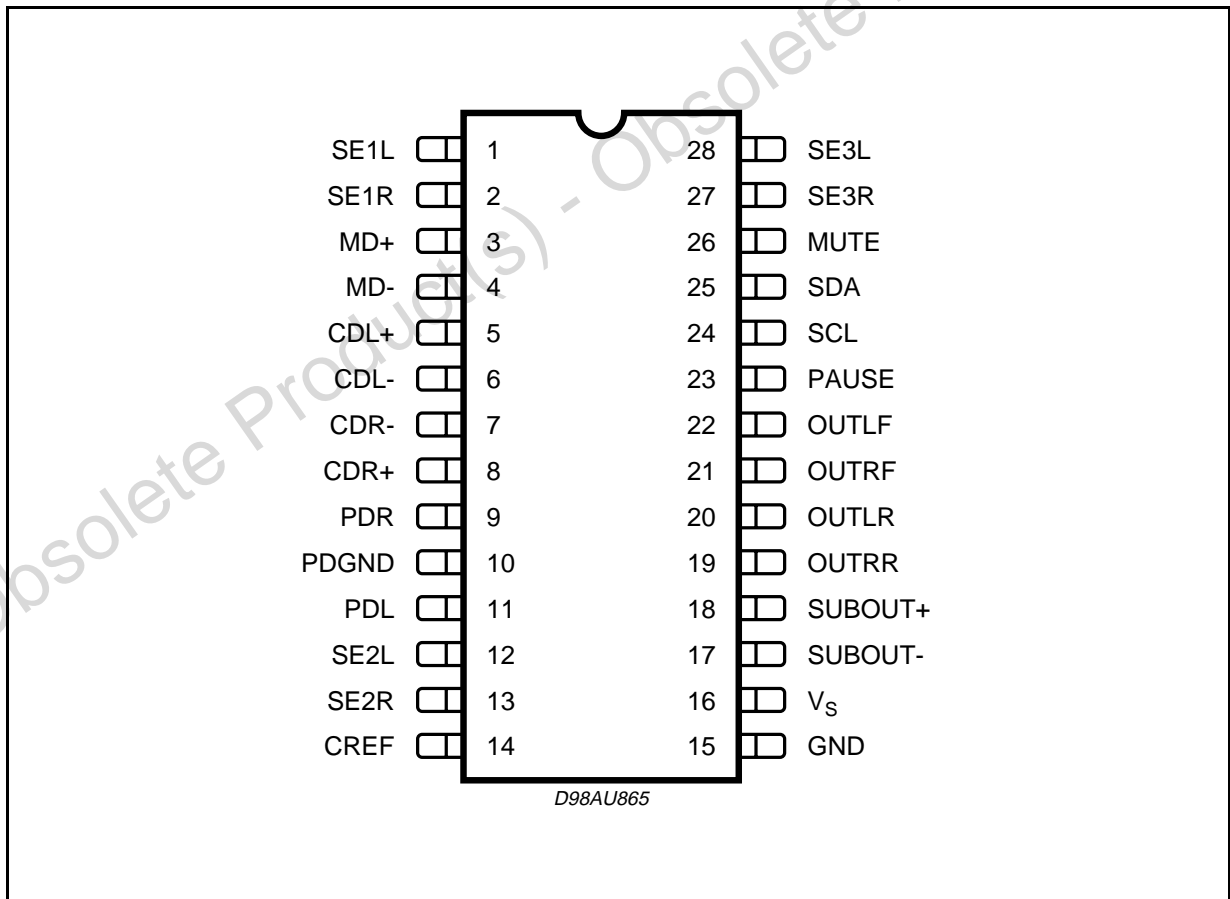 SE1L 1 28 SE3L
SE1R 2 27 SE3R
MD+ 3 26 MUTE
MD- 4 25 SDA
CDL+ 5 24 SCL
CDL- 6 23 PAUSE
CDR- 7 22 OUTLF
CDR+ 8 21 OUTRF
PDR 9 20 OUTLR
PDGND 10 19 OUTRR
PDL 11 18 SUBOUT+
SE2L 12 17 SUBOUT-
SE2R 13 16 VS
CREF 14 15 GND
D98AU865
Obsolete Product(s) - Obsolete